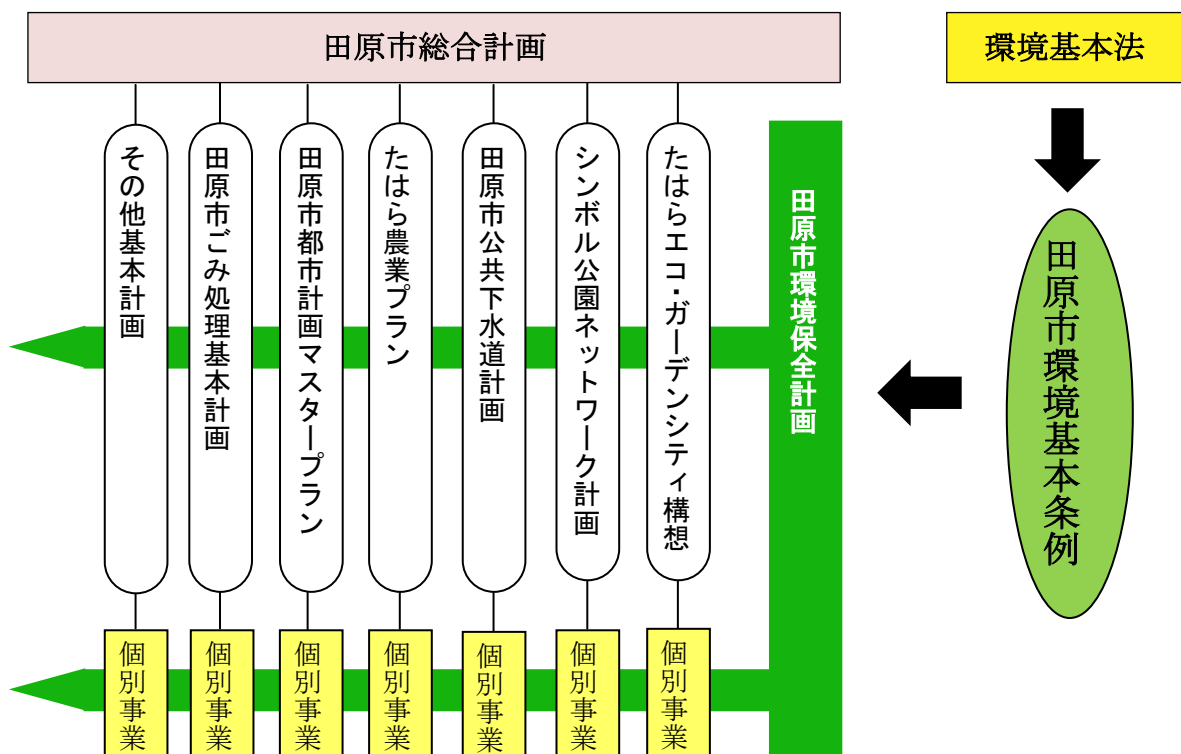 田原市総合計画
環境基本法
その他基本計画
田原市ごみ処理基本計画
田原市都市計画マスタープラン
たはら農業プラン
田原市公共下水道計画
シンボル公園ネットワーク計画
たはらエコ・ガーデンシティ構想
田原市環境保全計画
田原市環境基本条例
個別事業
個別事業
個別事業
個別事業
個別事業
個別事業
個別事業